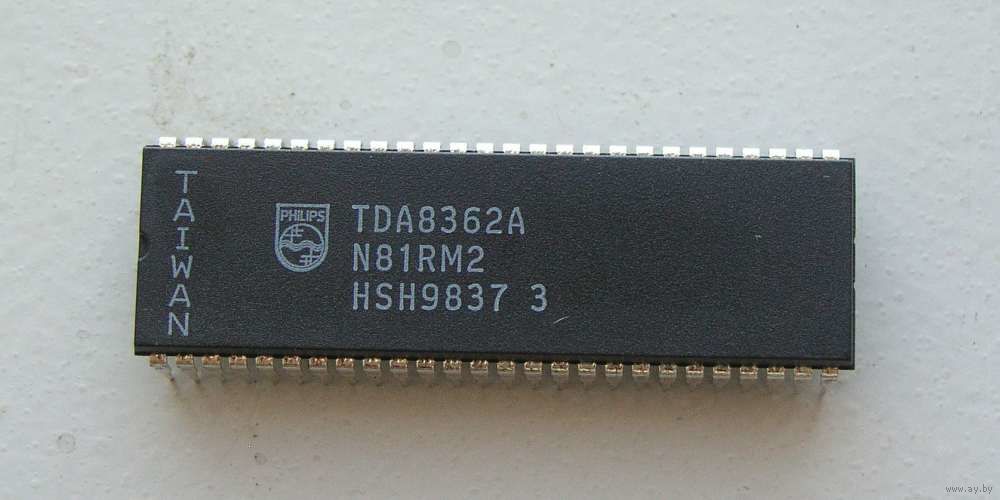 TAIWAN
PHILIPS
TDA8362A
N81RM2
HSH9837 3
www.ay.by